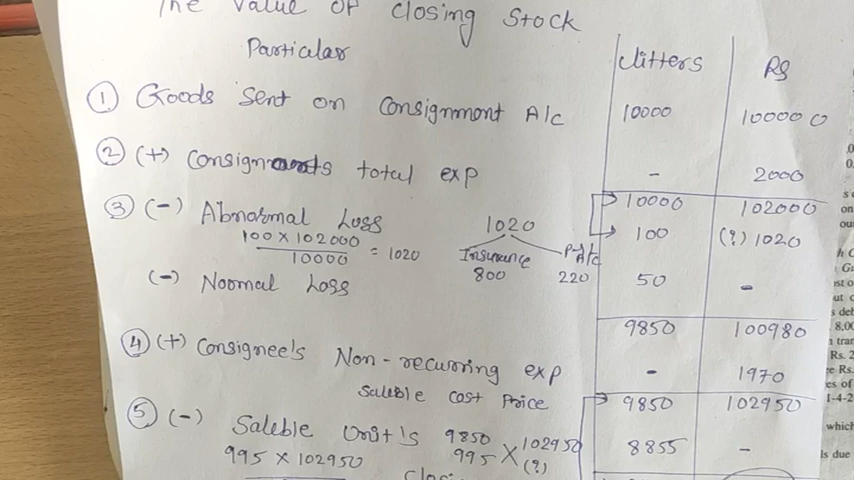 The Value of Closing Stock
Particular litters Rs
① Goods Sent on Consignment A/c 10000 100000
② (+) Consignments total exp - 2000
10000 102000
③ (-) Abnormal Loss 1020 100 (?) 1020
100 x 102000 / 10000 = 1020 Insurance 800 P&L A/c 220
(-) Normal Loss 50 -
9850 100980
④ (+) Consignee's Non-recurring exp - 1970
Saleble Cost Price 9850 102950
⑤ (-) Saleble Unit's 8855 -
9850 995 x 102950 (?)
995 x 102950